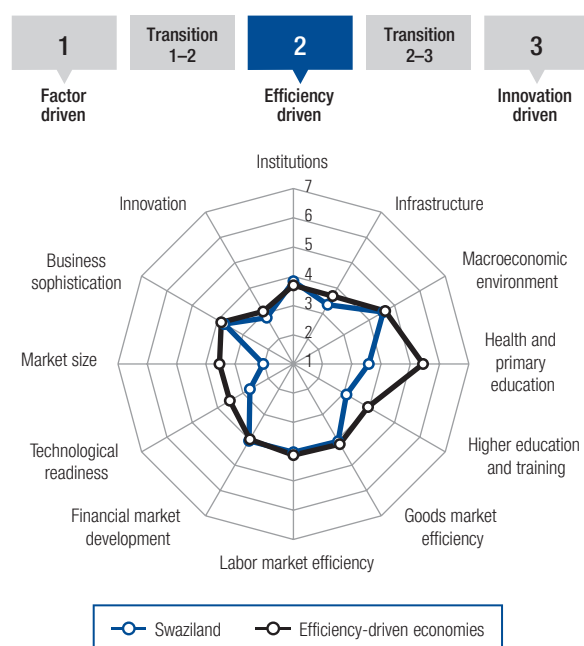 1
Transition
1–2
2
Transition
2–3
3
Factor
driven
Efficiency
driven
Innovation
driven
Institutions
Infrastructure
Macroeconomic
environment
Health and
primary
education
Higher education
and training
Goods market
efficiency
Labor market efficiency
Financial market
development
Technological
readiness
Market size
Business
sophistication
Innovation
7
6
5
4
3
2
1
Swaziland
Efficiency-driven economies